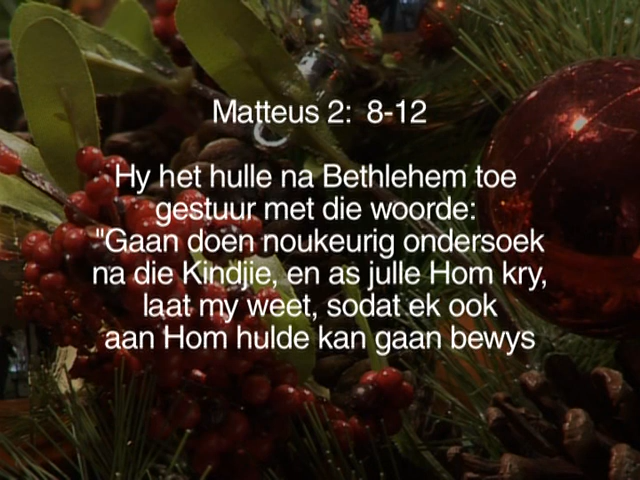 Matteus 2:  8-12
Hy het hulle na Bethlehem toe
gestuur met die woorde:
"Gaan doen noukeurig ondersoek
na die Kindjie, en as julle Hom kry,
laat my weet, sodat ek ook
aan Hom hulde kan gaan bewys